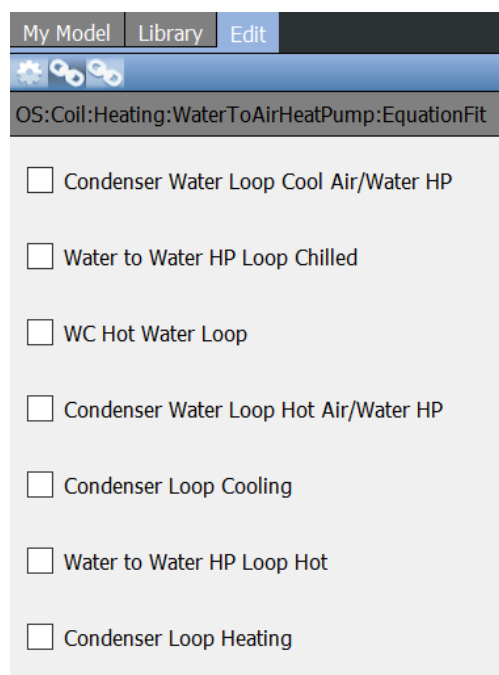 My Model Library Edit
OS:Coil:Heating:WaterToAirHeatPump:EquationFit
Condenser Water Loop Cool Air/Water HP
Water to Water HP Loop Chilled
WC Hot Water Loop
Condenser Water Loop Hot Air/Water HP
Condenser Loop Cooling
Water to Water HP Loop Hot
Condenser Loop Heating